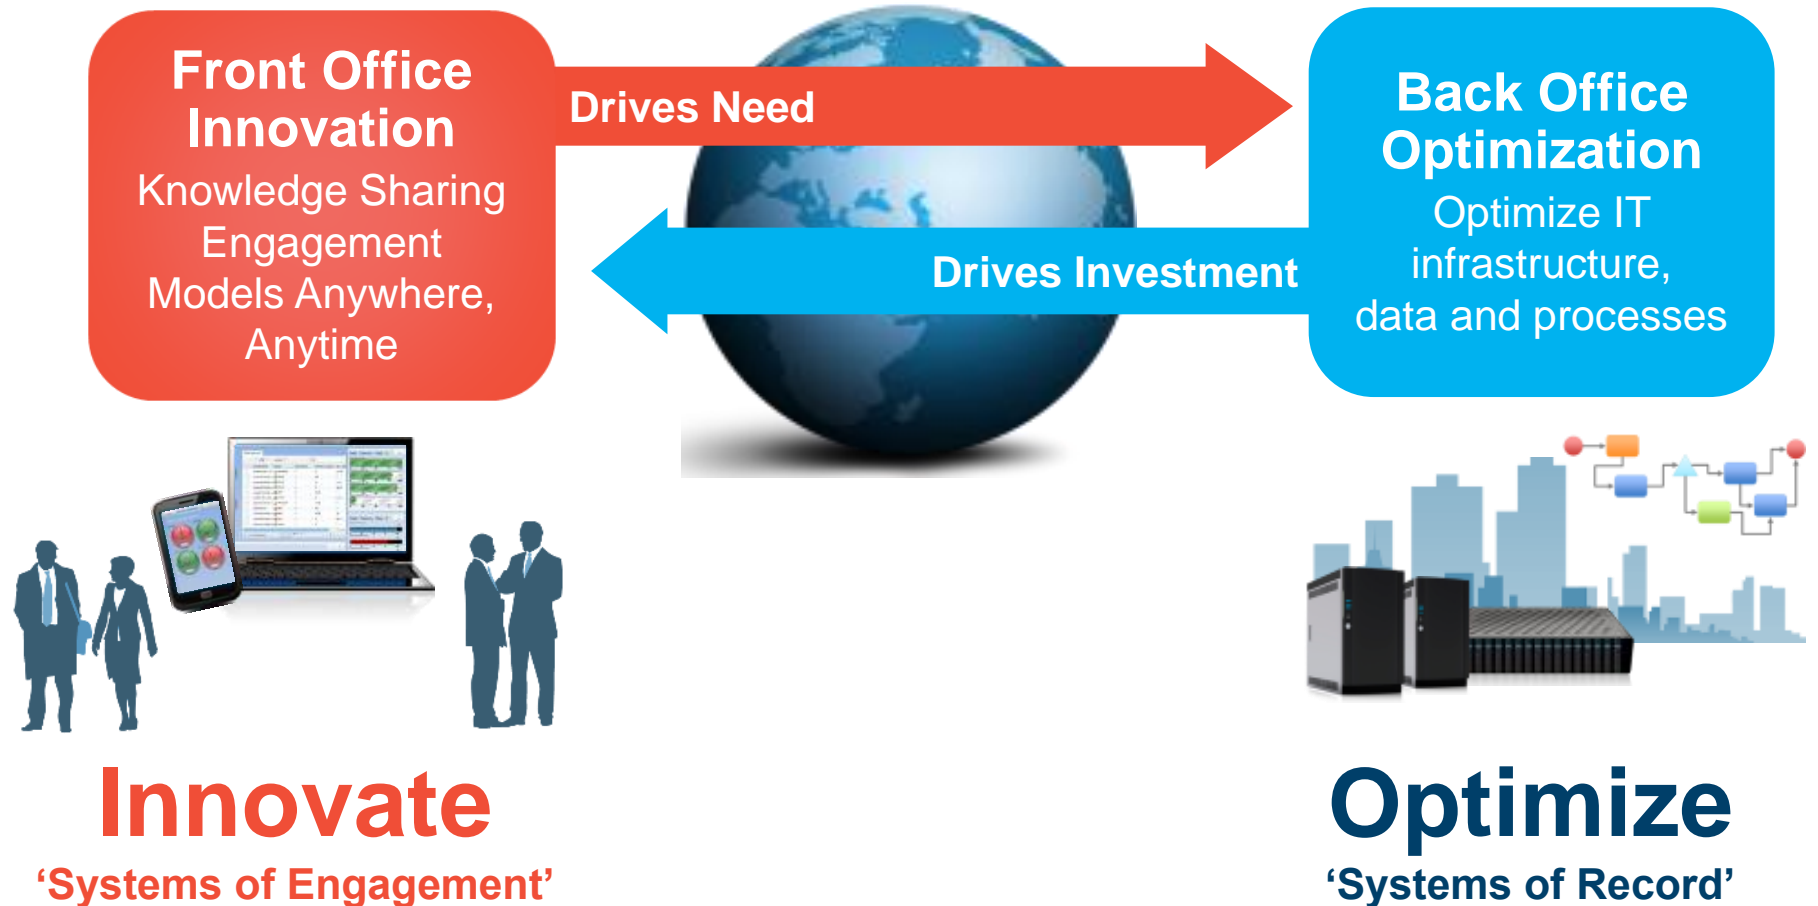 Front Office
Innovation
Knowledge Sharing
Engagement
Models Anywhere,
Anytime
Drives Need
Drives Investment
Back Office
Optimization
Optimize IT
infrastructure,
data and processes
Innovate
‘Systems of Engagement’
Optimize
‘Systems of Record’